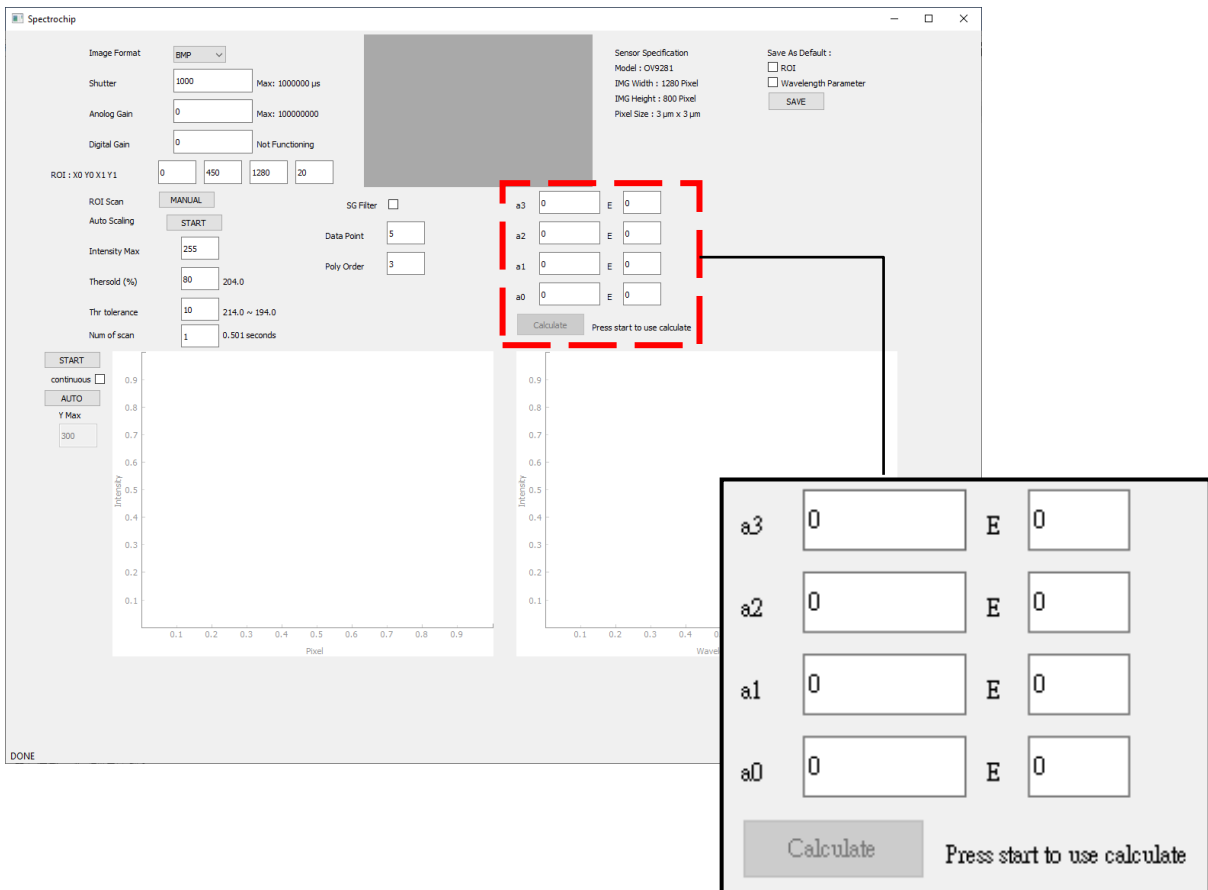 Spectrochip
Image Format
BMP
Shutter
1000
Max: 1000000 μs
Anolog Gain
0
Max: 100000000
Digital Gain
0
Not Functioning
ROI : X0 Y0 X1 Y1
0
450
1280
20
ROI Scan
MANUAL
Auto Scaling
START
Intensity Max
255
Thersold (%)
80
204.0
Thr tolerance
10
214.0 ~ 194.0
Num of scan
1
0.501 seconds
SG Filter
Data Point
5
Poly Order
3
Sensor Specification
Model : OV9281
IMG Width : 1280 Pixel
IMG Height : 800 Pixel
Pixel Size : 3 μm x 3 μm
Save As Default :
ROI
Wavelength Parameter
SAVE
a3 0 E 0
a2 0 E 0
a1 0 E 0
a0 0 E 0
Calculate
Press start to use calculate
START
continuous
AUTO
Y Max
300
0.9
0.8
0.7
0.6
0.5
0.4
0.3
0.2
0.1
Intensity
0.1 0.2 0.3 0.4 0.5 0.6 0.7 0.8 0.9
Pixel
0.9
0.8
0.7
0.6
0.5
0.4
0.3
0.2
0.1
Intensity
0.1 0.2 0.3 0.4
DONE
a3 0 E 0
a2 0 E 0
a1 0 E 0
a0 0 E 0
Calculate
Press start to use calculate